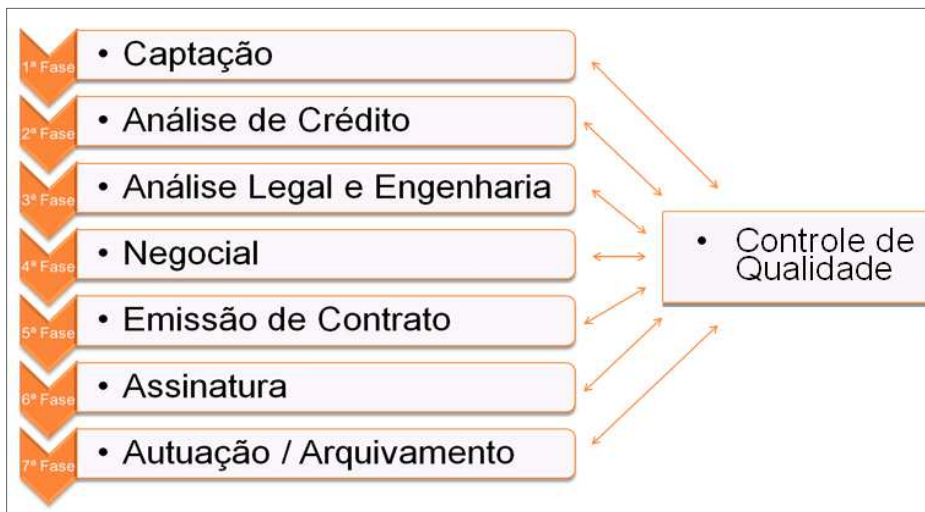 1ª Fase
• Captação
2ª Fase
• Análise de Crédito
3ª Fase
• Análise Legal e Engenharia
4ª Fase
• Negocial
5ª Fase
• Emissão de Contrato
6ª Fase
• Assinatura
7ª Fase
• Autuação / Arquivamento
• Controle de
Qualidade